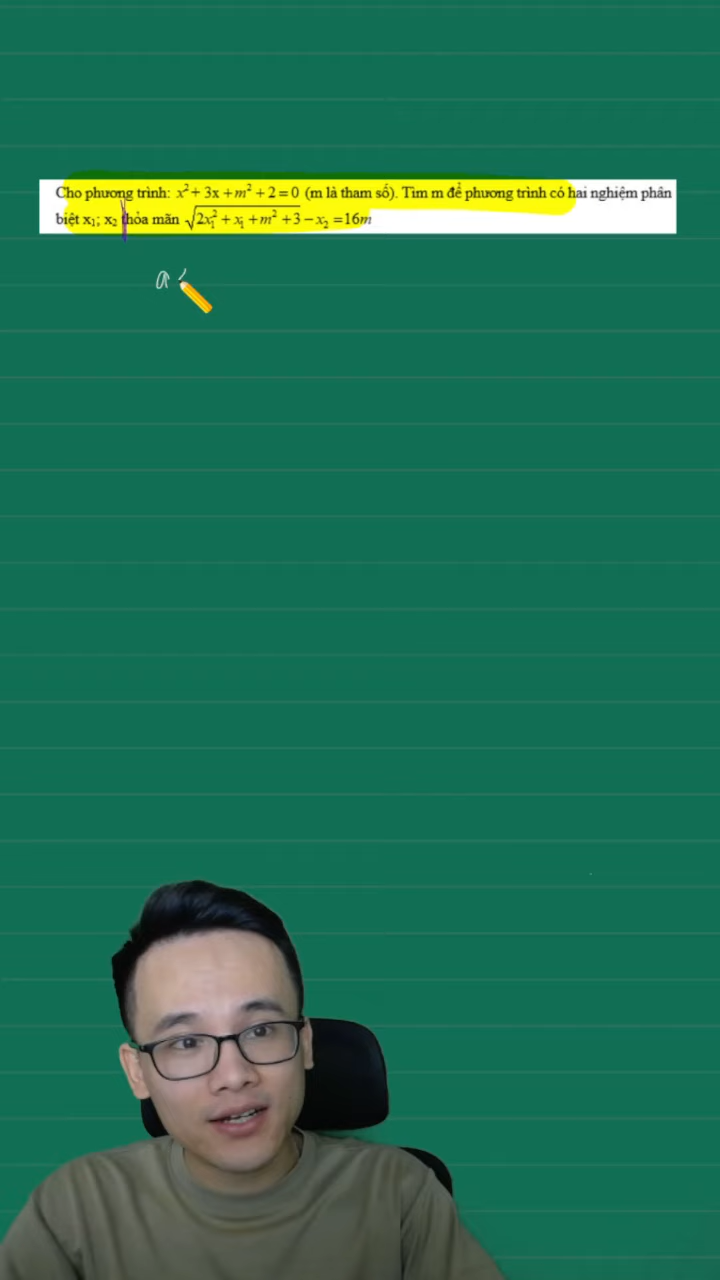 Cho phương trình: x² + 3x + m² + 2 = 0 (m là tham số). Tìm m để phương trình có hai nghiệm phân
biệt x₁; x₂ thỏa mãn √(2x₁² + x₁ + m² + 3) − x₂ = 16m
a